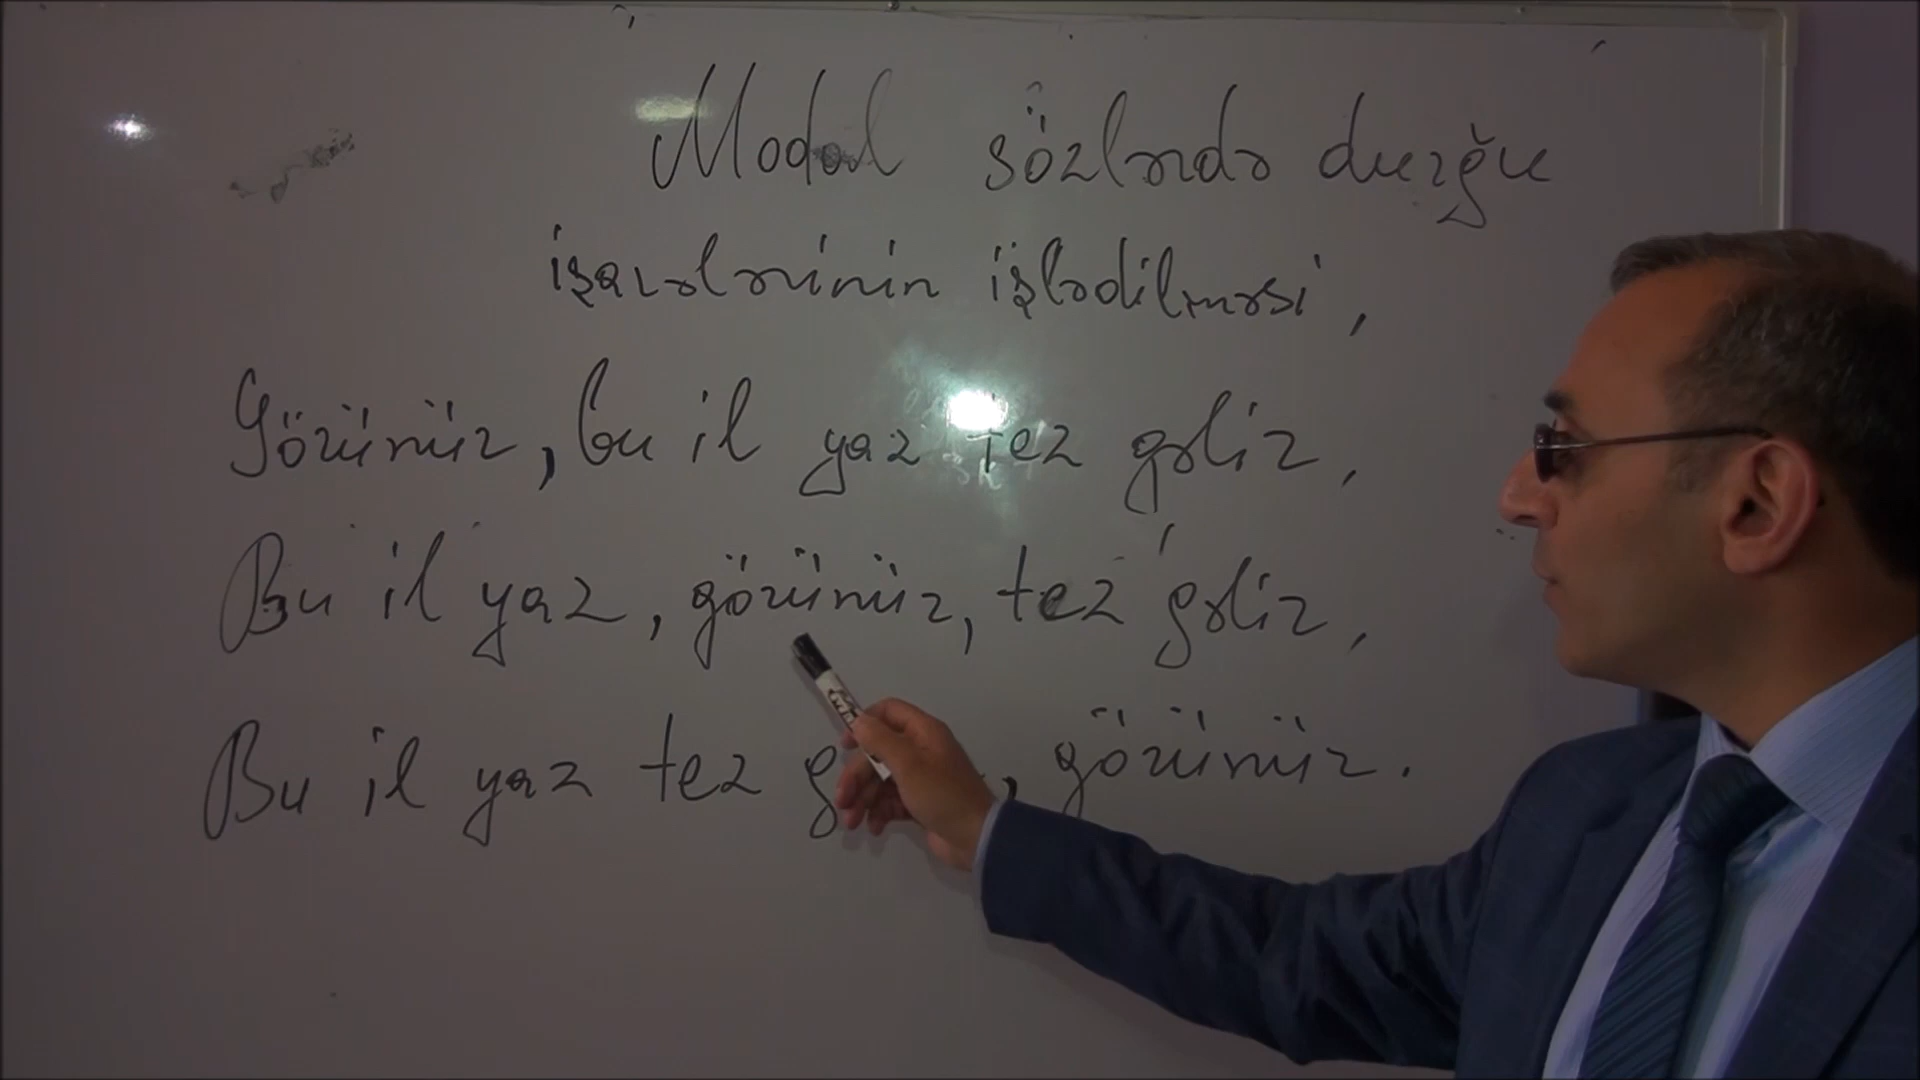 Modal sözlərdə durğu
işarələrinin işlədilməsi,
Görünür, bu il yaz tez gəlir,
Bu il yaz, görünür, tez gəlir,
Bu il yaz tez , görünür.